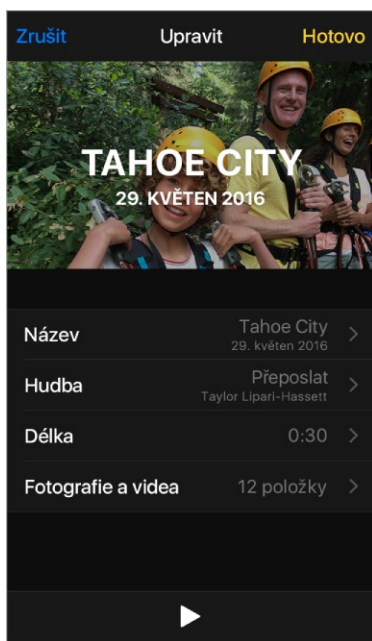 Zrušit Upravit Hotovo
TAHOE CITY
29. KVĚTEN 2016
Název Tahoe City
29. květen 2016
Hudba Přeposlat
Taylor Lipari-Hassett
Délka 0:30
Fotografie a videa 12 položky